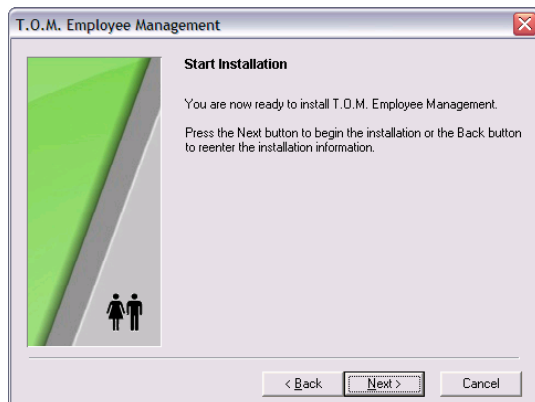 T.O.M. Employee Management
Start Installation
You are now ready to install T.O.M. Employee Management.
Press the Next button to begin the installation or the Back button
to reenter the installation information.
< Back
Next >
Cancel